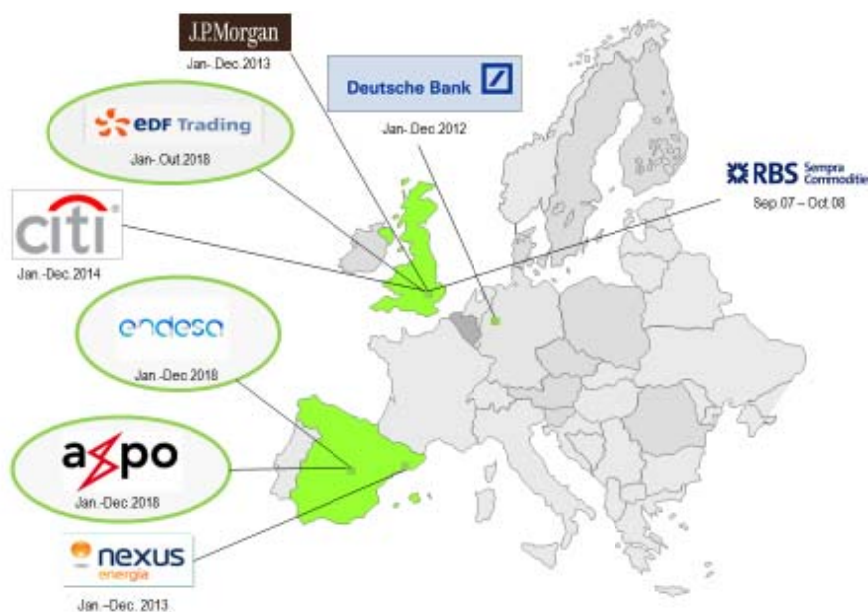 J.P.Morgan
Jan-.Dec.2013
Deutsche Bank
Jan-.Dec.2012
eDF Trading
Jan-.Out.2018
RBS Sempra
Commodities
Sep.07 – Oct.08
citi®
Jan.-Dec.2014
endesa
Jan.-Dec.2018
axpo
Jan.-Dec.2018
nexus
energía
Jan.–Dec. 2013